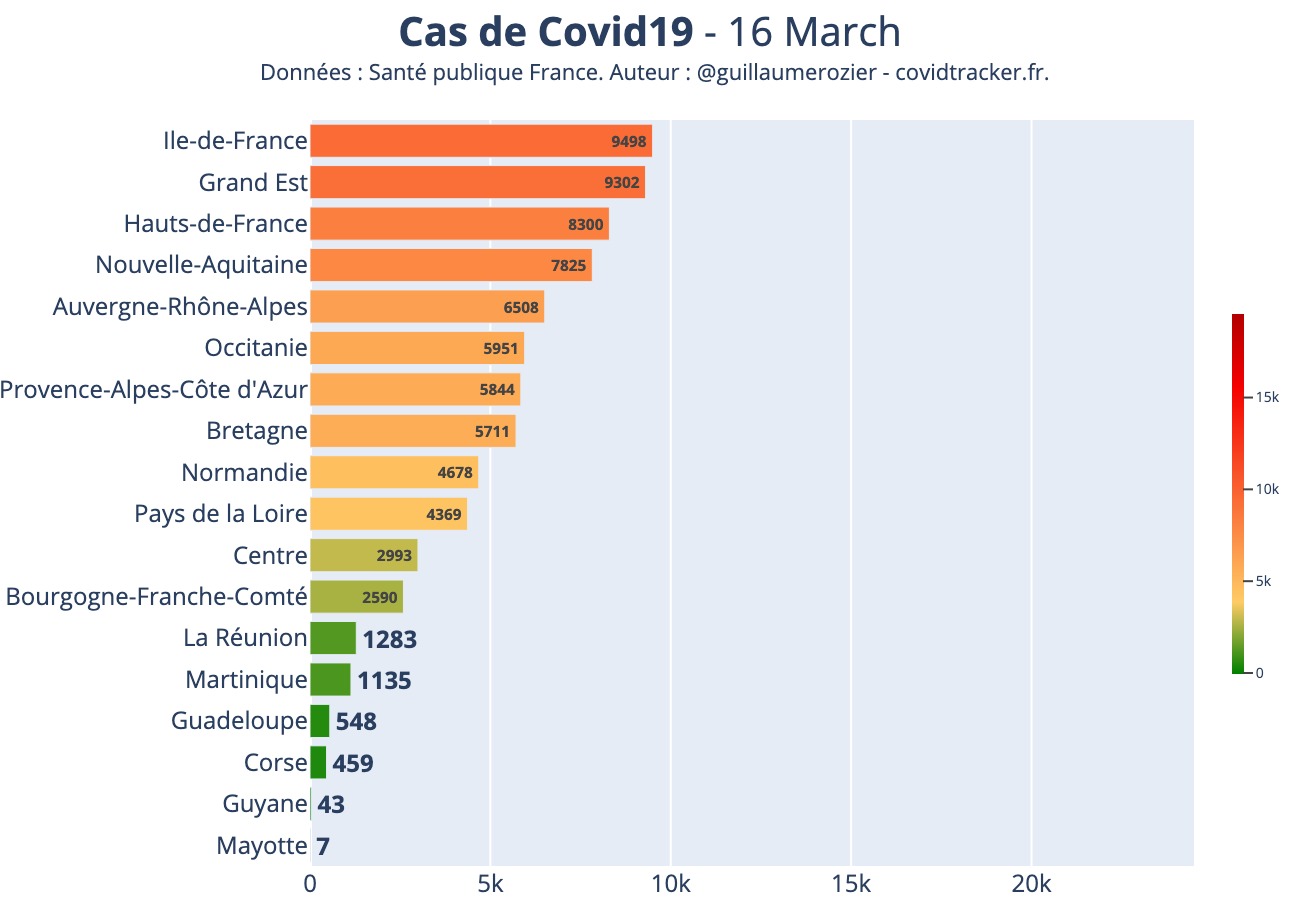 Cas de Covid19 - 16 March
Données : Santé publique France. Auteur : @guillaumerozier - covidtracker.fr.
Ile-de-France 9498
Grand Est 9302
Hauts-de-France 8300
Nouvelle-Aquitaine 7825
Auvergne-Rhône-Alpes 6508
Occitanie 5951
Provence-Alpes-Côte d'Azur 5844
Bretagne 5711
Normandie 4678
Pays de la Loire 4369
Centre 2993
Bourgogne-Franche-Comté 2590
La Réunion 1283
Martinique 1135
Guadeloupe 548
Corse 459
Guyane 43
Mayotte 7
0 5k 10k 15k 20k
15k
10k
5k
0